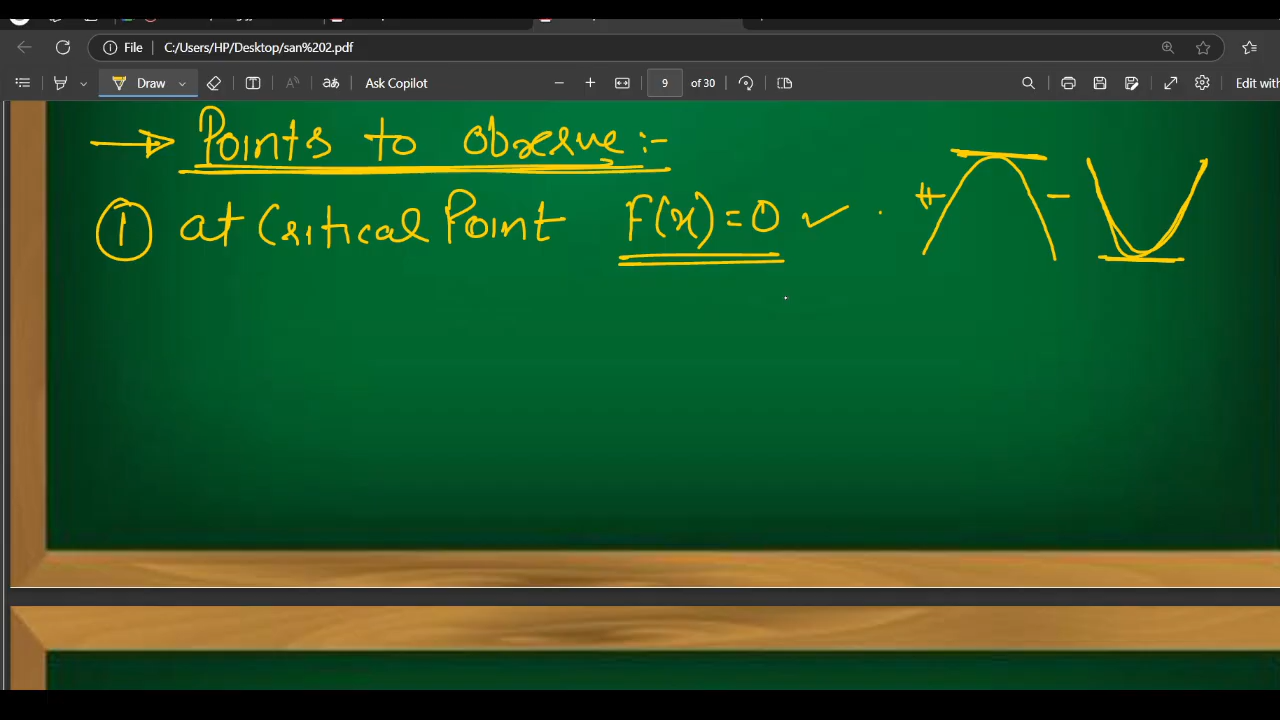 File C:/Users/HP/Desktop/san%202.pdf
Draw Ask Copilot 9 of 30 Edit with
Points to observe :-
① at Critical Point F(x) = 0 ✓
+ -